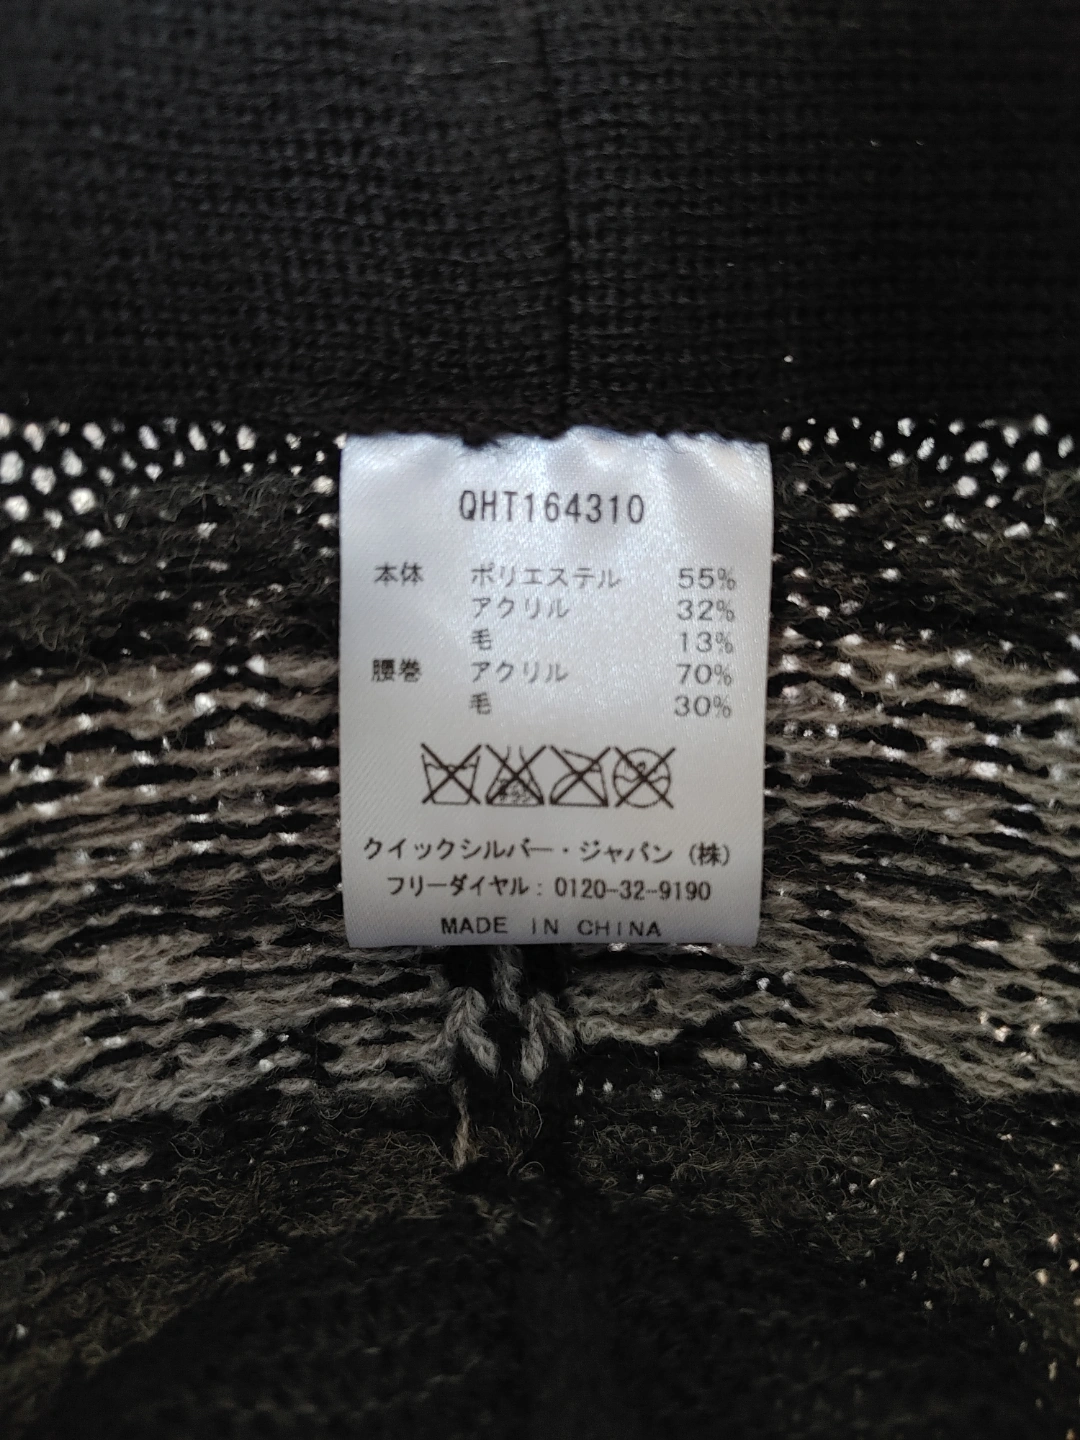 QHT164310
本体 ポリエステル 55%
アクリル 32%
毛 13%
腰巻 アクリル 70%
毛 30%
クイックシルバー・ジャパン(株)
フリーダイヤル: 0120-32-9190
MADE IN CHINA